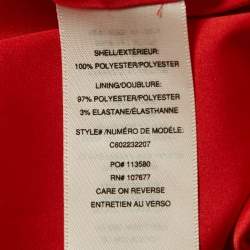 SHELL/EXTÉRIEUR:
100% POLYESTER/POLYESTER
LINING/DOUBLURE:
97% POLYESTER/POLYESTER
3% ELASTANE/ÉLASTHANNE
STYLE#/NUMÉRO DE MODÈLE:
C602232207
PO# 113580
RN# 107677
CARE ON REVERSE
ENTRETIEN AU VERSO